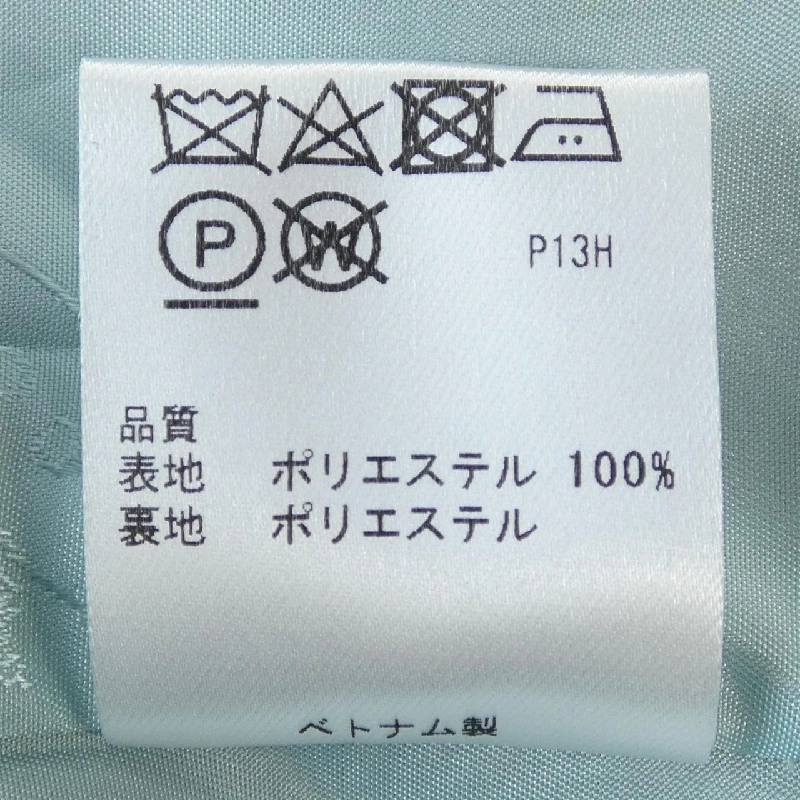 P W P13H
品質
表地 ポリエステル 100%
裏地 ポリエステル
ベトナム製